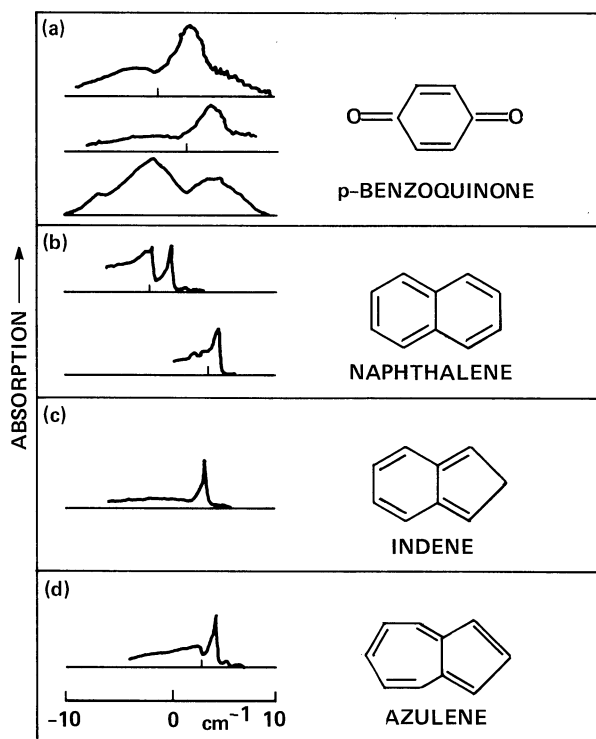 (a)
O
O
p-BENZOQUINONE
ABSORPTION
(b)
NAPHTHALENE
(c)
INDENE
(d)
AZULENE
-10 0 cm-1 10